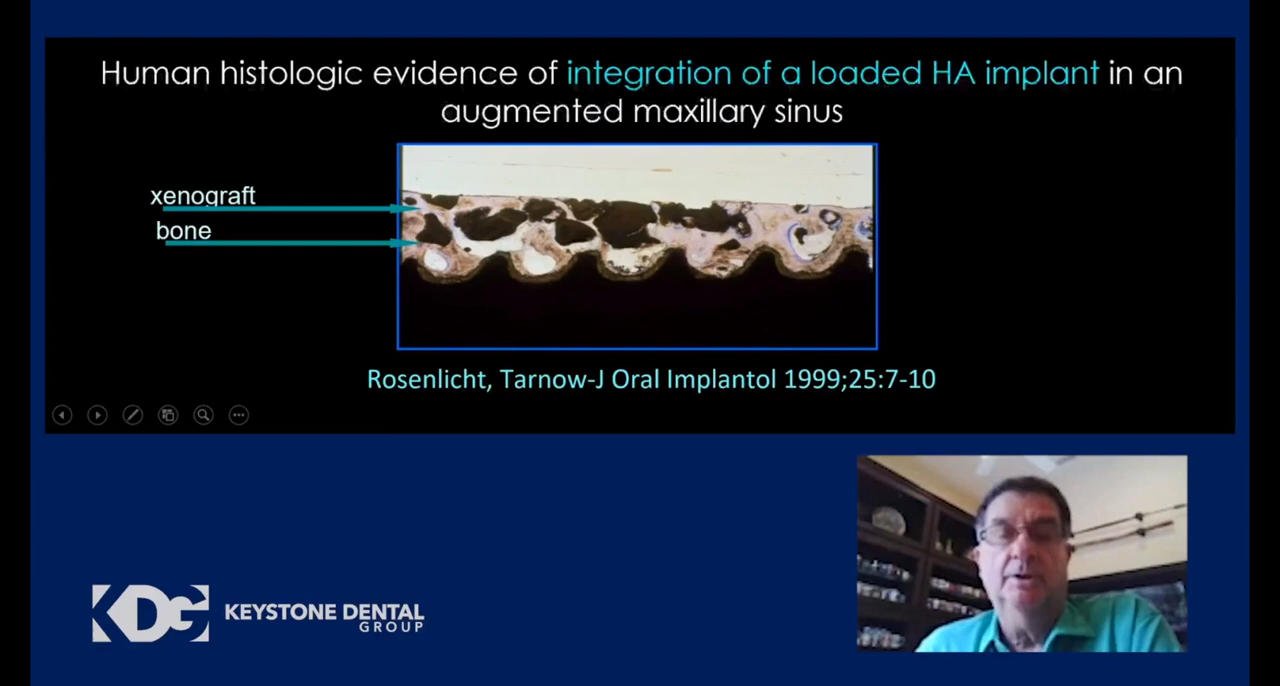 Human histologic evidence of integration of a loaded HA implant in an
augmented maxillary sinus
xenograft
bone
Rosenlicht, Tarnow-J Oral Implantol 1999;25:7-10
KDG KEYSTONE DENTAL
GROUP